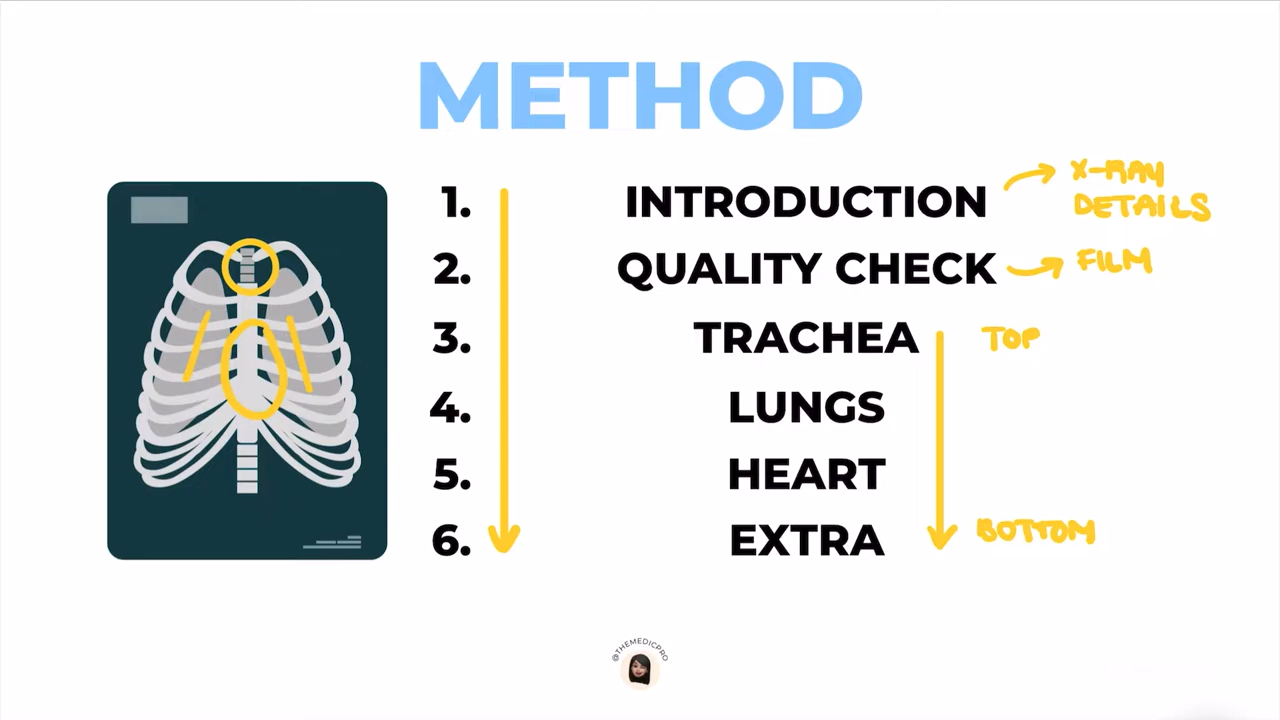 METHOD
1. INTRODUCTION → X-RAY
DETAILS
2. QUALITY CHECK → FILM
3. TRACHEA TOP
4. LUNGS
5. HEART
6. EXTRA BOTTOM
@THEMEDICPRO